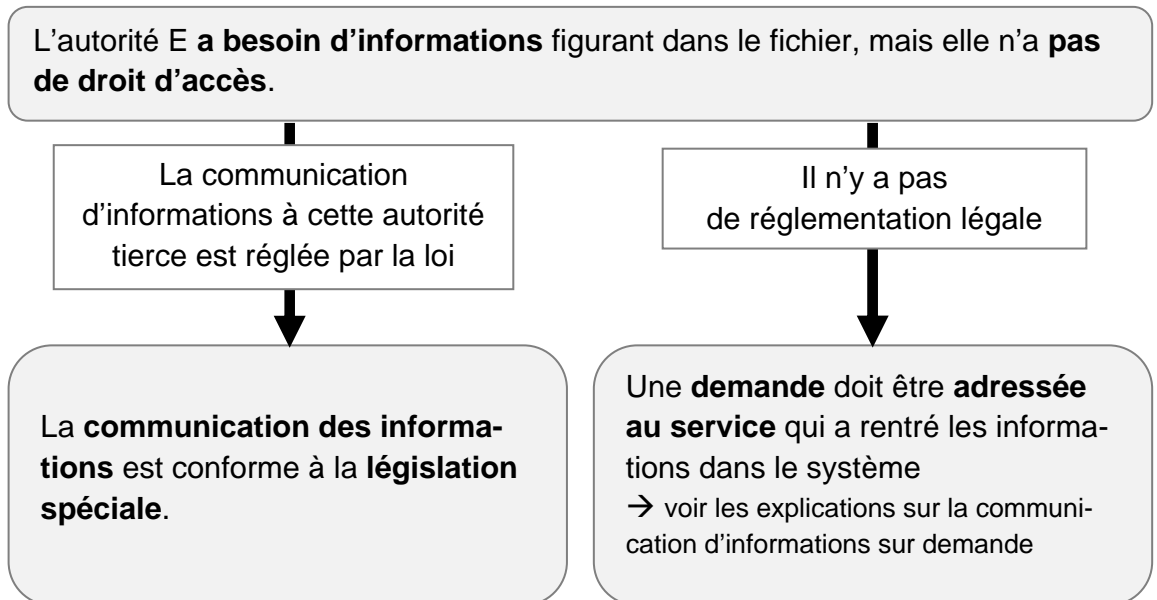 L’autorité E a besoin d’informations figurant dans le fichier, mais elle n’a pas
de droit d’accès.
La communication
d’informations à cette autorité
tierce est réglée par la loi
Il n’y a pas
de réglementation légale
La communication des informa-
tions est conforme à la législation
spéciale.
Une demande doit être adressée
au service qui a rentré les informa-
tions dans le système
→ voir les explications sur la communi-
cation d’informations sur demande